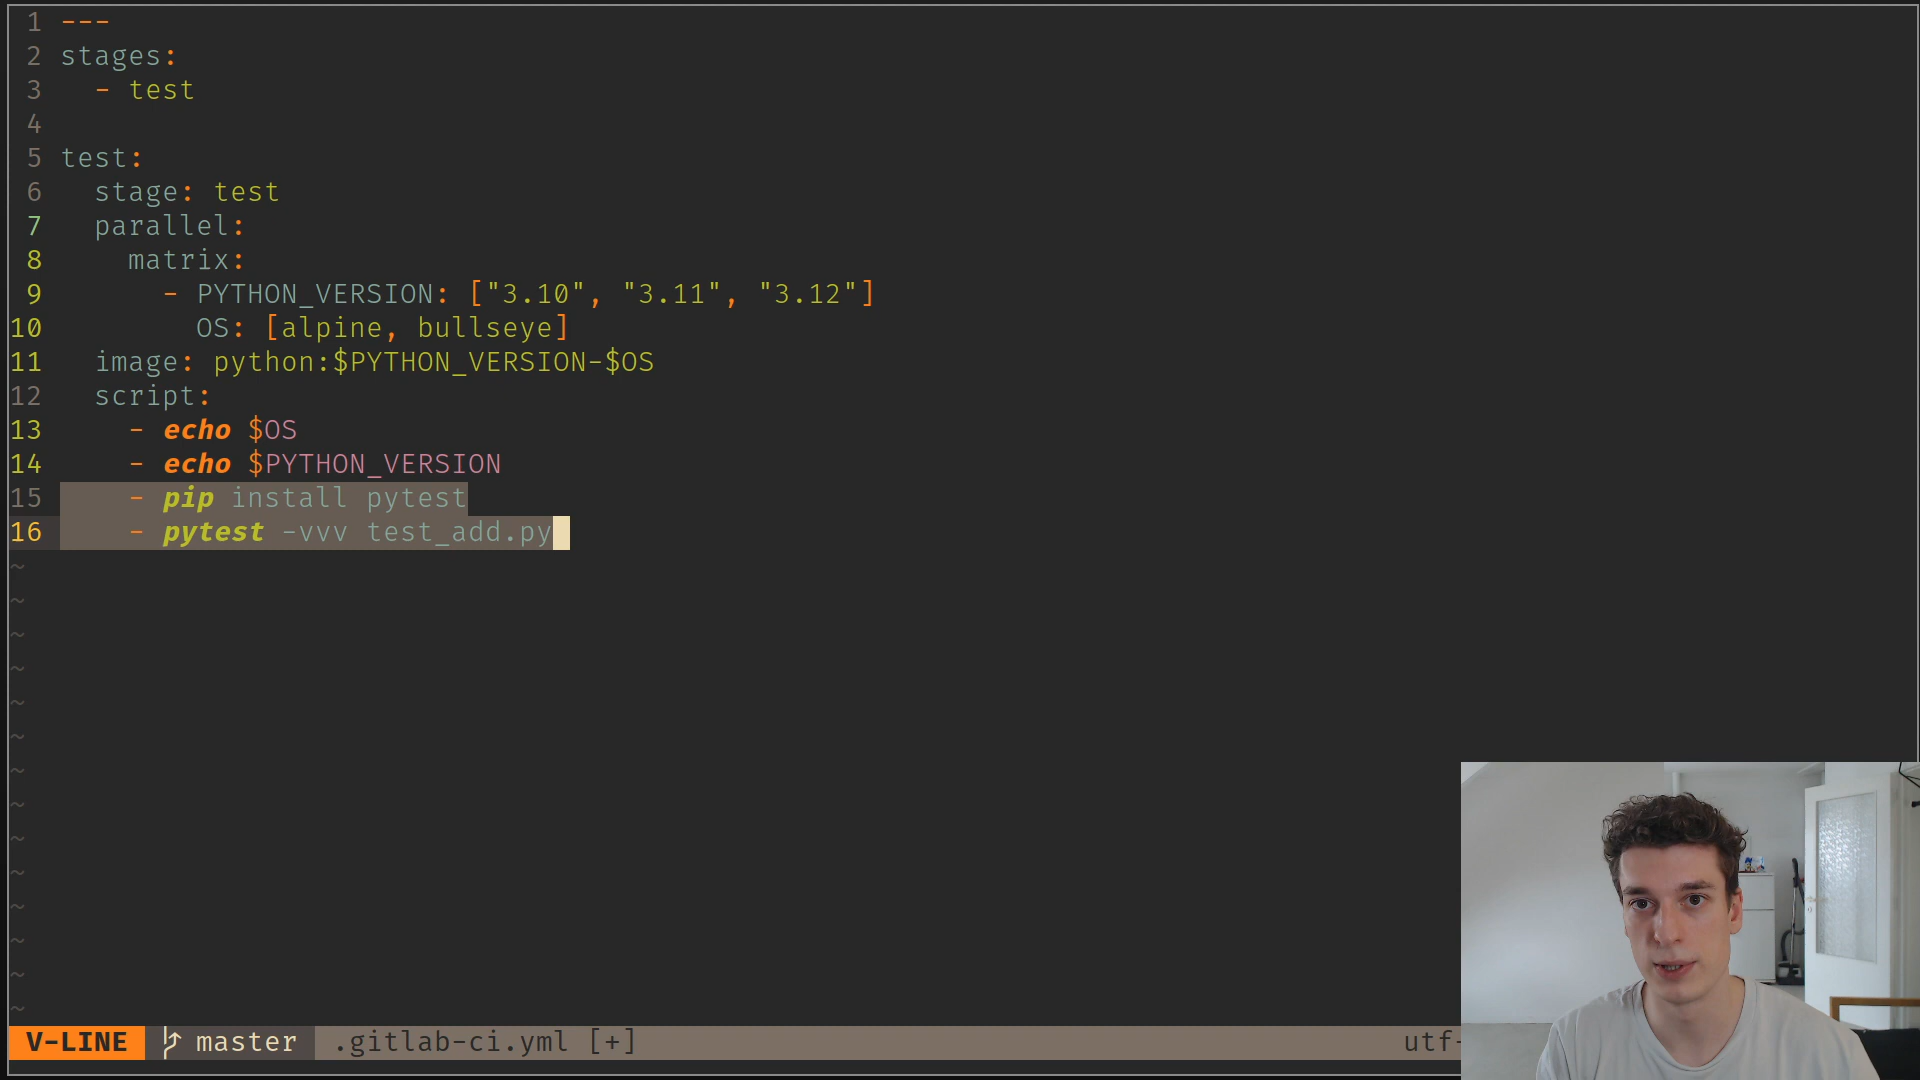 1 ---
2 stages:
3   - test
4
5 test:
6   stage: test
7   parallel:
8     matrix:
9       - PYTHON_VERSION: ["3.10", "3.11", "3.12"]
10         OS: [alpine, bullseye]
11   image: python:$PYTHON_VERSION-$OS
12   script:
13     - echo $OS
14     - echo $PYTHON_VERSION
15     - pip install pytest
16     - pytest -vvv test_add.py
~
~
~
~
~
~
~
~
~
~
~
~
~
~
V-LINE master .gitlab-ci.yml [+] utf-